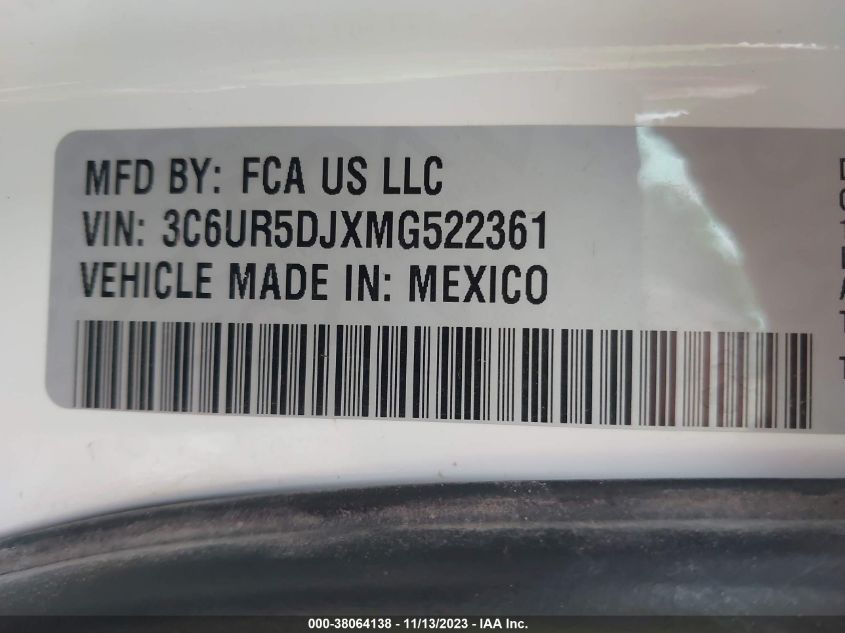 MFD BY: FCA US LLC
VIN: 3C6UR5DJXMG522361
VEHICLE MADE IN: MEXICO
000-38064138 - 11/13/2023 - IAA Inc.